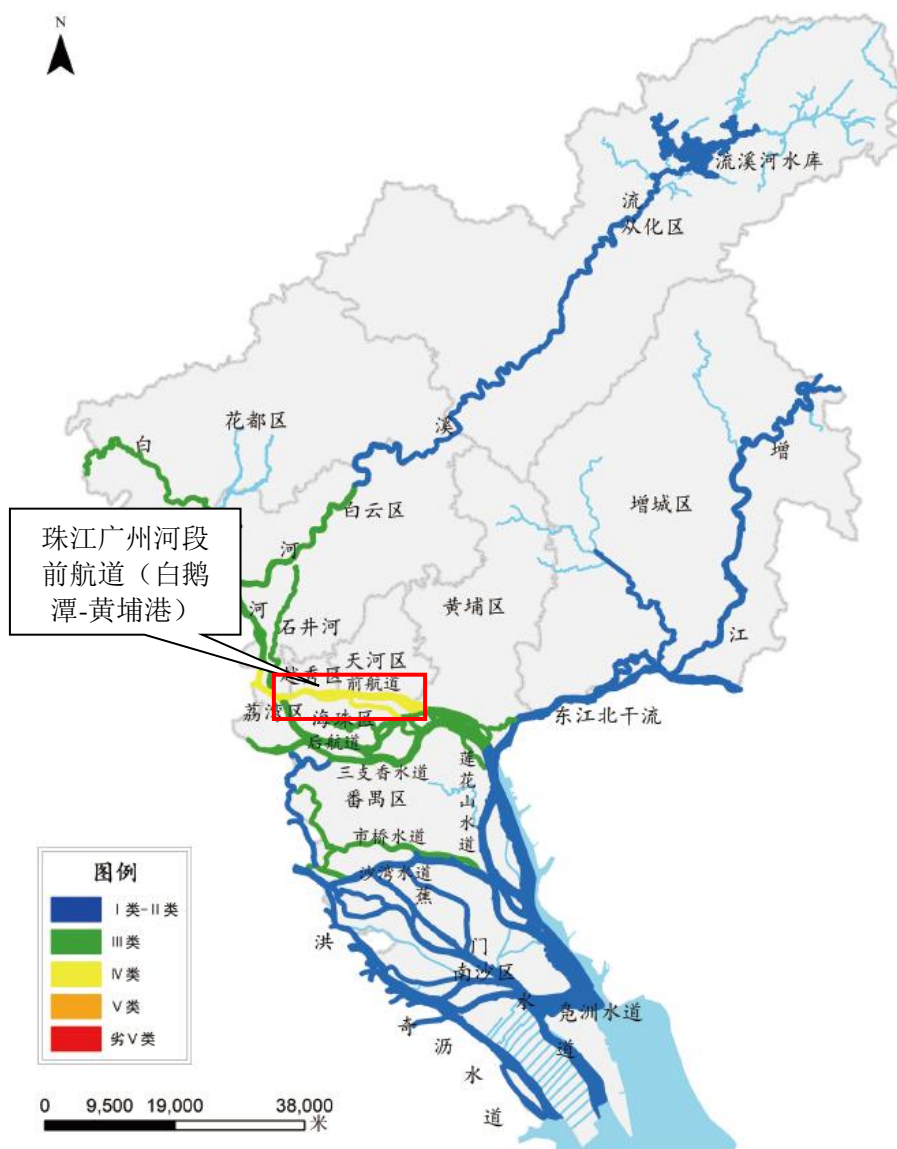 N
流溪河水库
流
从化区
溪
花都区
白
增
增城区
白云区
珠江广州河段
前航道（白鹅
潭-黄埔港）
河
河
石井河
黄埔区
江
天河区
越秀区
前航道
荔湾区
海珠区
后航道
东江北干流
三支香水道
莲花山水道
番禺区
市桥水道
沙湾水道
蕉
门
水
道
洪
奇
沥
水
道
南沙区
凫洲水道
图例
Ⅰ类-Ⅱ类
Ⅲ类
Ⅳ类
Ⅴ类
劣Ⅴ类
0 9,500 19,000 38,000
米